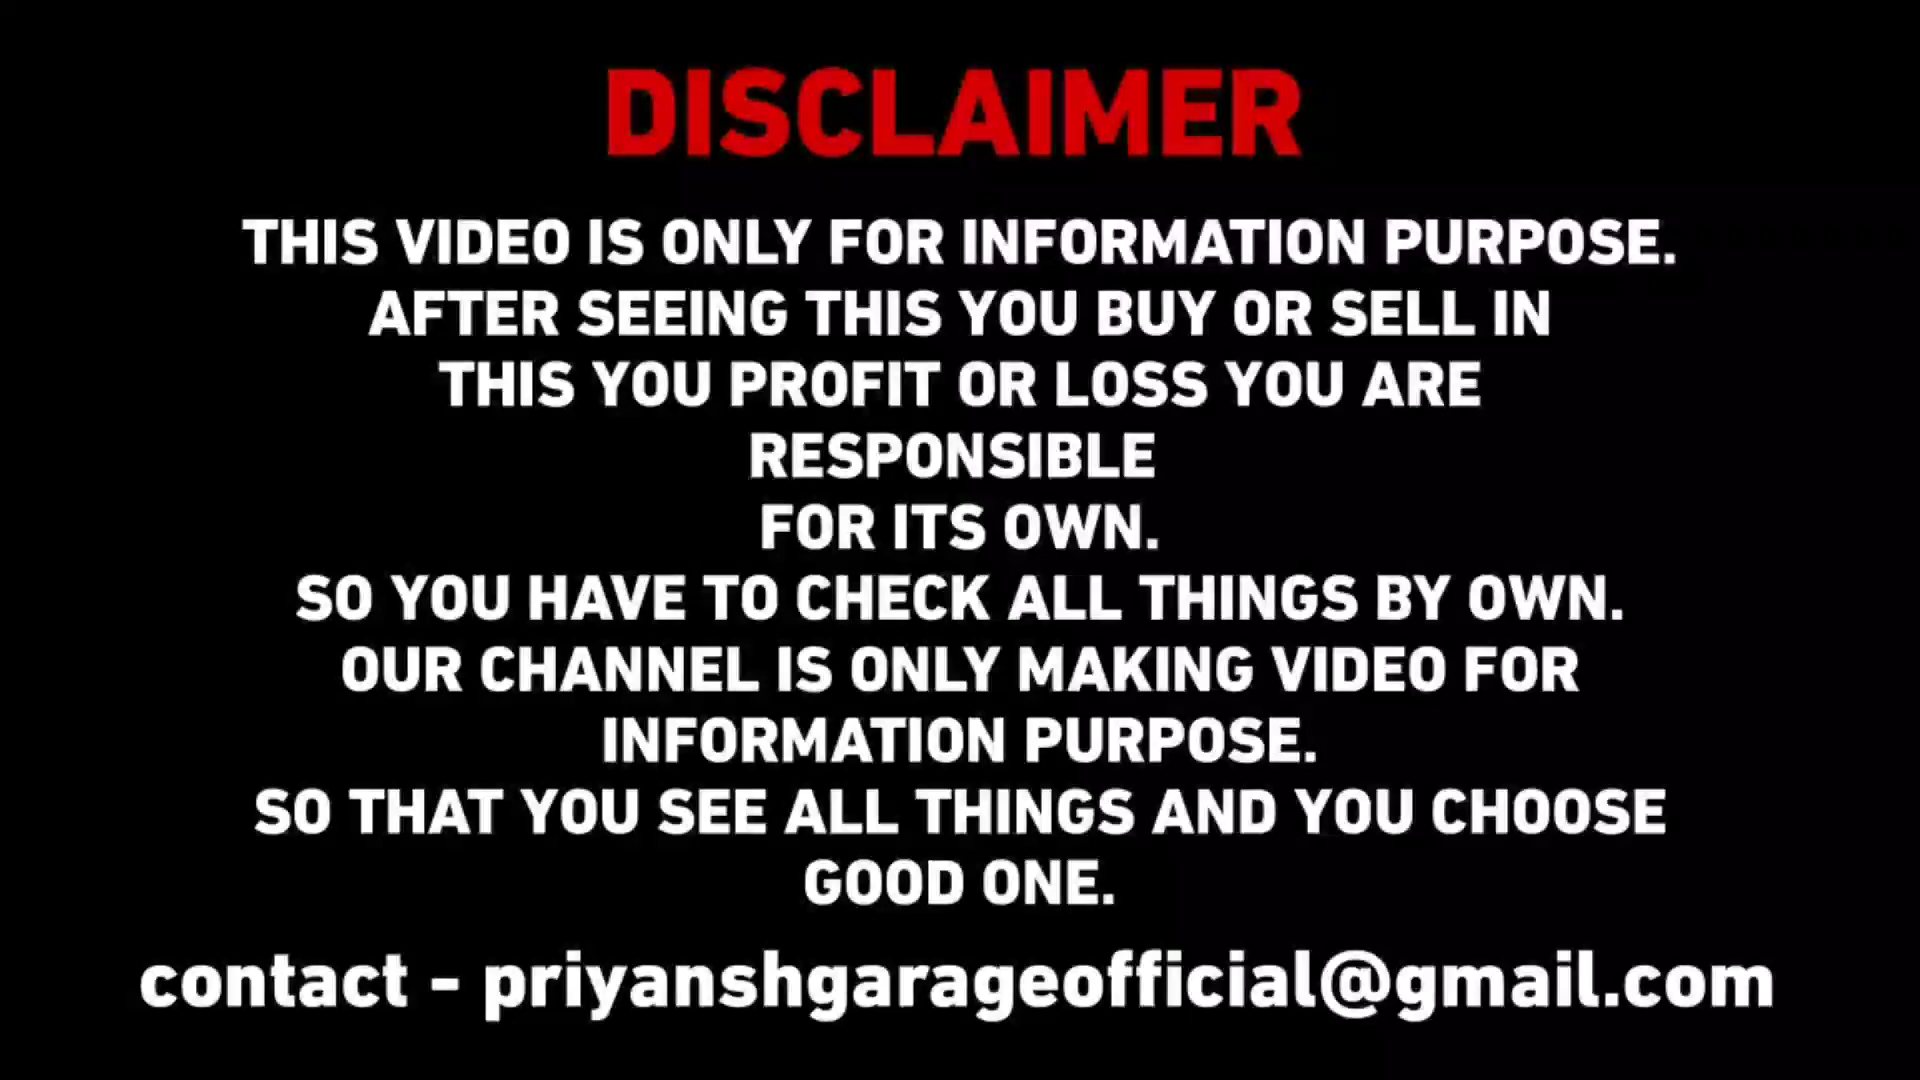 DISCLAIMER
THIS VIDEO IS ONLY FOR INFORMATION PURPOSE.
AFTER SEEING THIS YOU BUY OR SELL IN
THIS YOU PROFIT OR LOSS YOU ARE
RESPONSIBLE
FOR ITS OWN.
SO YOU HAVE TO CHECK ALL THINGS BY OWN.
OUR CHANNEL IS ONLY MAKING VIDEO FOR
INFORMATION PURPOSE.
SO THAT YOU SEE ALL THINGS AND YOU CHOOSE
GOOD ONE.
contact - priyanshgarageofficial@gmail.com